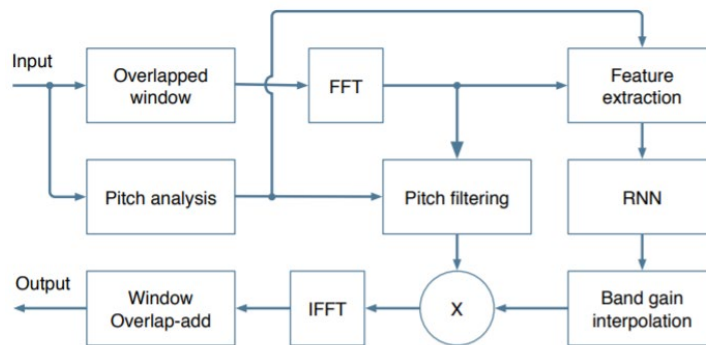 Input
Overlapped
window
FFT
Feature
extraction
Pitch analysis
Pitch filtering
RNN
Output
Window
Overlap-add
IFFT
X
Band gain
interpolation